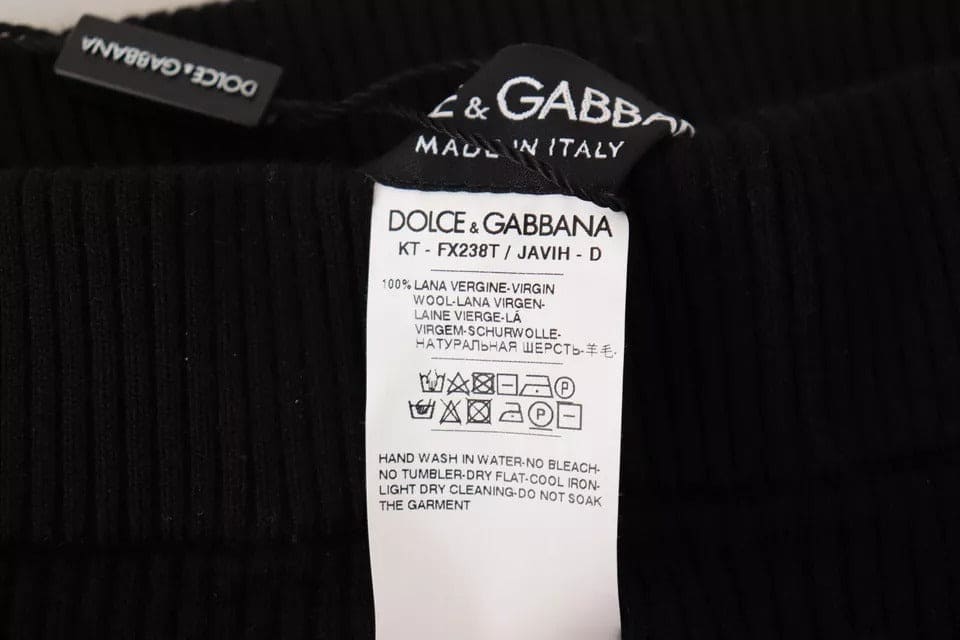 DOLCE & GABBANA
& GABBANA
MADE IN ITALY
DOLCE & GABBANA
KT - FX238T / JAVIH - D
100% LANA VERGINE-VIRGIN
WOOL-LANA VIRGEN-
LAINE VIERGE-LÃ
VIRGEM-SCHURWOLLE-
НАТУРАЛЬНАЯ ШЕРСТЬ-羊毛-
HAND WASH IN WATER-NO BLEACH-
NO TUMBLER-DRY FLAT-COOL IRON-
LIGHT DRY CLEANING-DO NOT SOAK
THE GARMENT